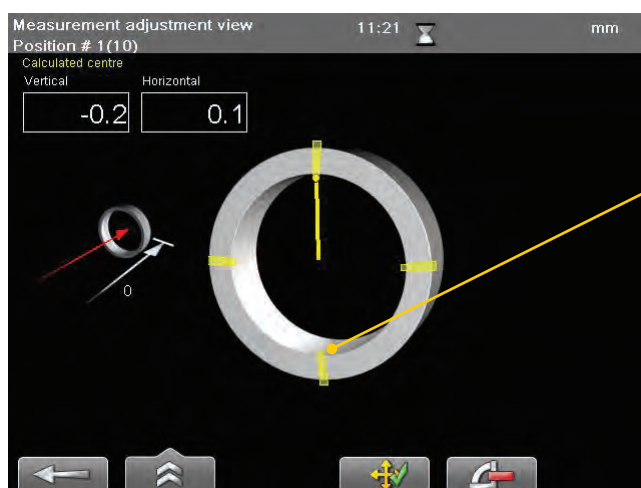 Measurement adjustment view 11:21 mm
Position # 1(10)
Calculated centre
Vertical Horizontal
-0.2 0.1
0